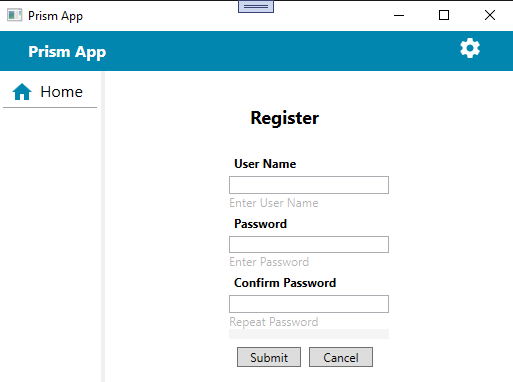 Prism App
Prism App
Home
Register
User Name
Enter User Name
Password
Enter Password
Confirm Password
Repeat Password
Submit Cancel